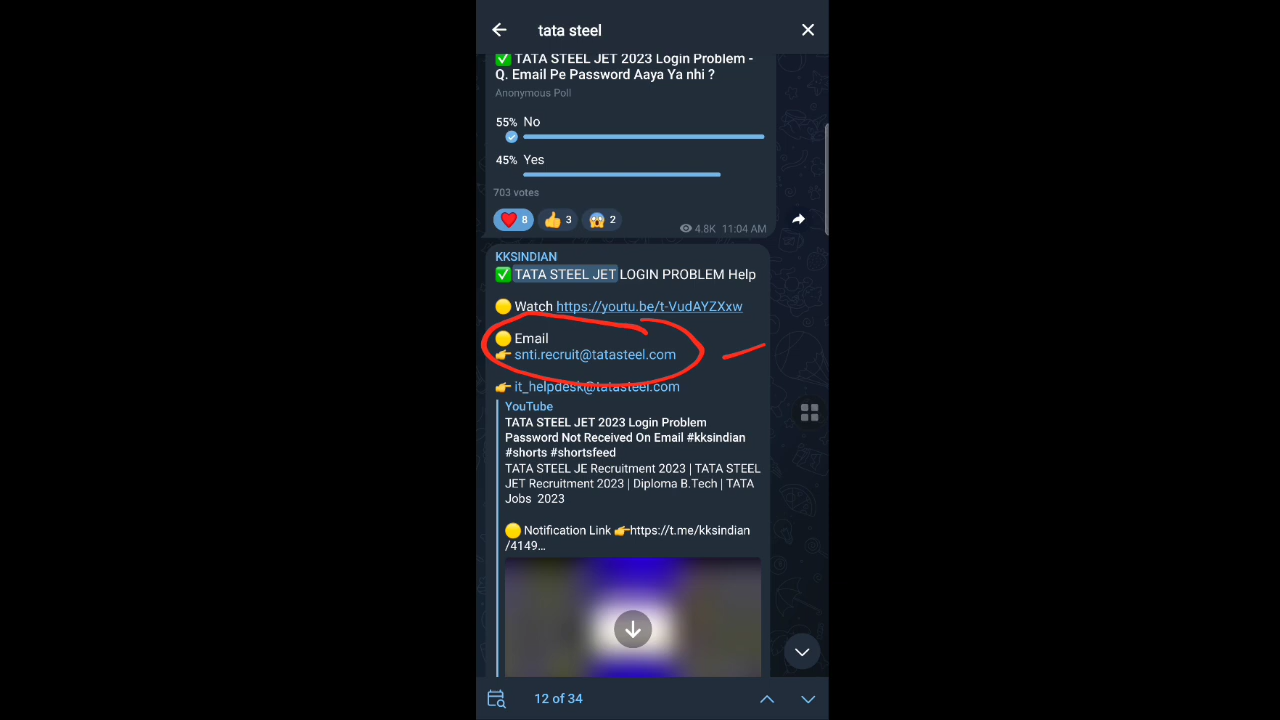 tata steel
✅ TATA STEEL JET 2023 Login Problem -
Q. Email Pe Password Aaya Ya nhi ?
Anonymous Poll
55% No
45% Yes
703 votes
❤️ 8 👍 3 😱 2
4.8K 11:04 AM
KKSINDIAN
✅ TATA STEEL JET LOGIN PROBLEM Help
🟡 Watch https://youtu.be/t-VudAYZXxw
🟡 Email
👉 snti.recruit@tatasteel.com
👉 it_helpdesk@tatasteel.com
YouTube
TATA STEEL JET 2023 Login Problem
Password Not Received On Email #kksindian
#shorts #shortsfeed
TATA STEEL JE Recruitment 2023 | TATA STEEL
JET Recruitment 2023 | Diploma B.Tech | TATA
Jobs 2023
🟡 Notification Link 👉https://t.me/kksindian
/4149...
12 of 34